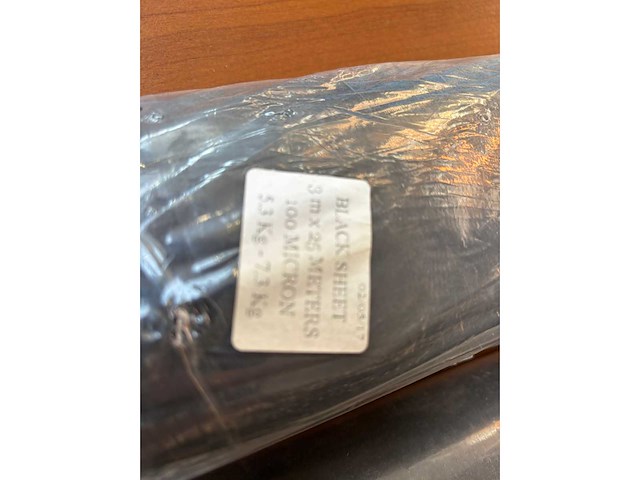 BLACK SHEET
3 m x 25 METERS
100 MICRON
5.3 Kg - 7.3 Kg